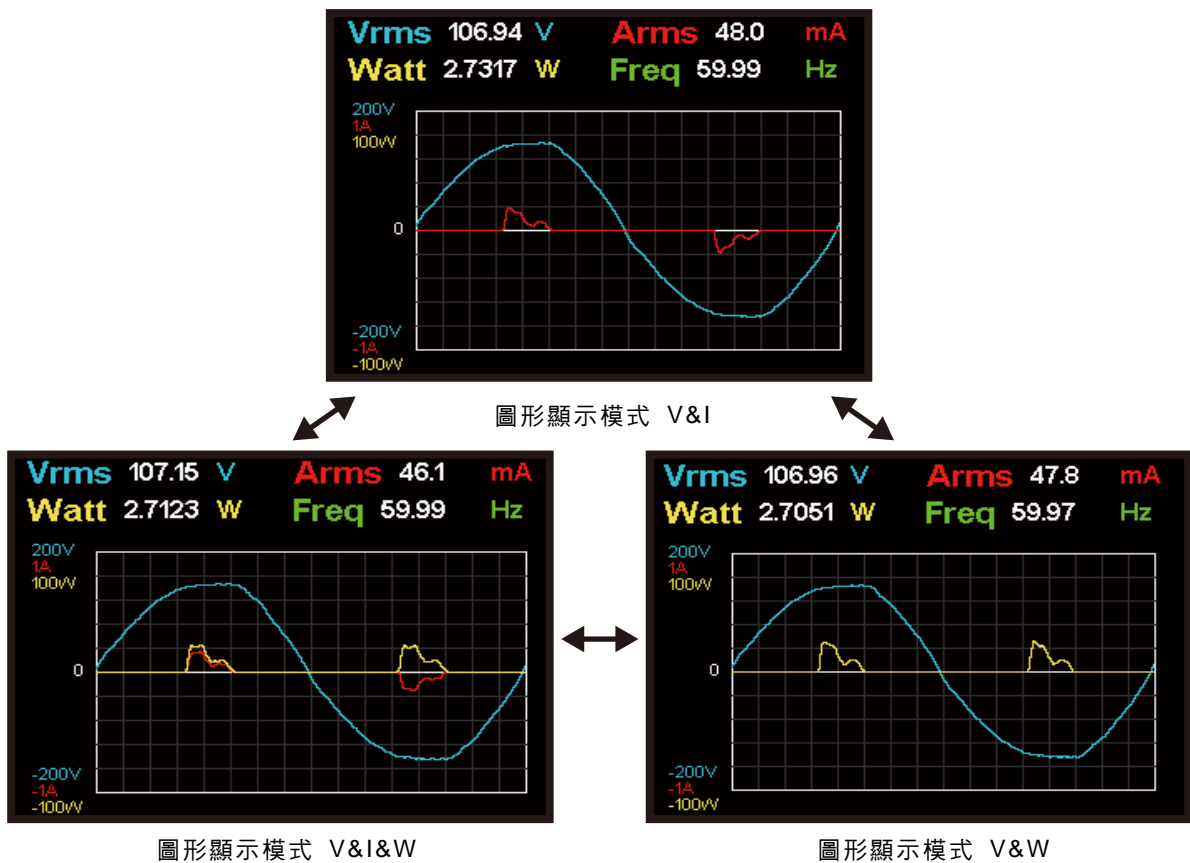 Vrms 106.94 V Arms 48.0 mA
Watt 2.7317 W Freq 59.99 Hz
200V
1A
100W
0
-200V
-1A
-100W
圖形顯示模式 V&I
Vrms 107.15 V Arms 46.1 mA
Watt 2.7123 W Freq 59.99 Hz
200V
1A
100W
0
-200V
-1A
-100W
圖形顯示模式 V&I&W
Vrms 106.96 V Arms 47.8 mA
Watt 2.7051 W Freq 59.97 Hz
200V
1A
100W
0
-200V
-1A
-100W
圖形顯示模式 V&W